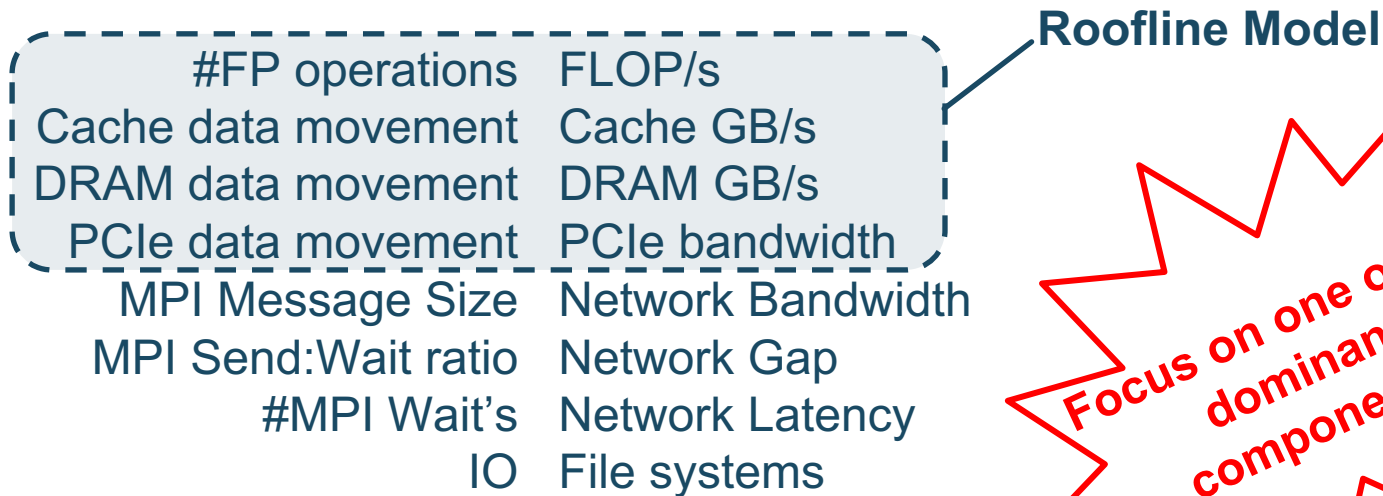 Roofline Model
#FP operations FLOP/s
Cache data movement Cache GB/s
DRAM data movement DRAM GB/s
PCIe data movement PCIe bandwidth
MPI Message Size Network Bandwidth
MPI Send:Wait ratio Network Gap
#MPI Wait’s Network Latency
IO File systems
Focus on one